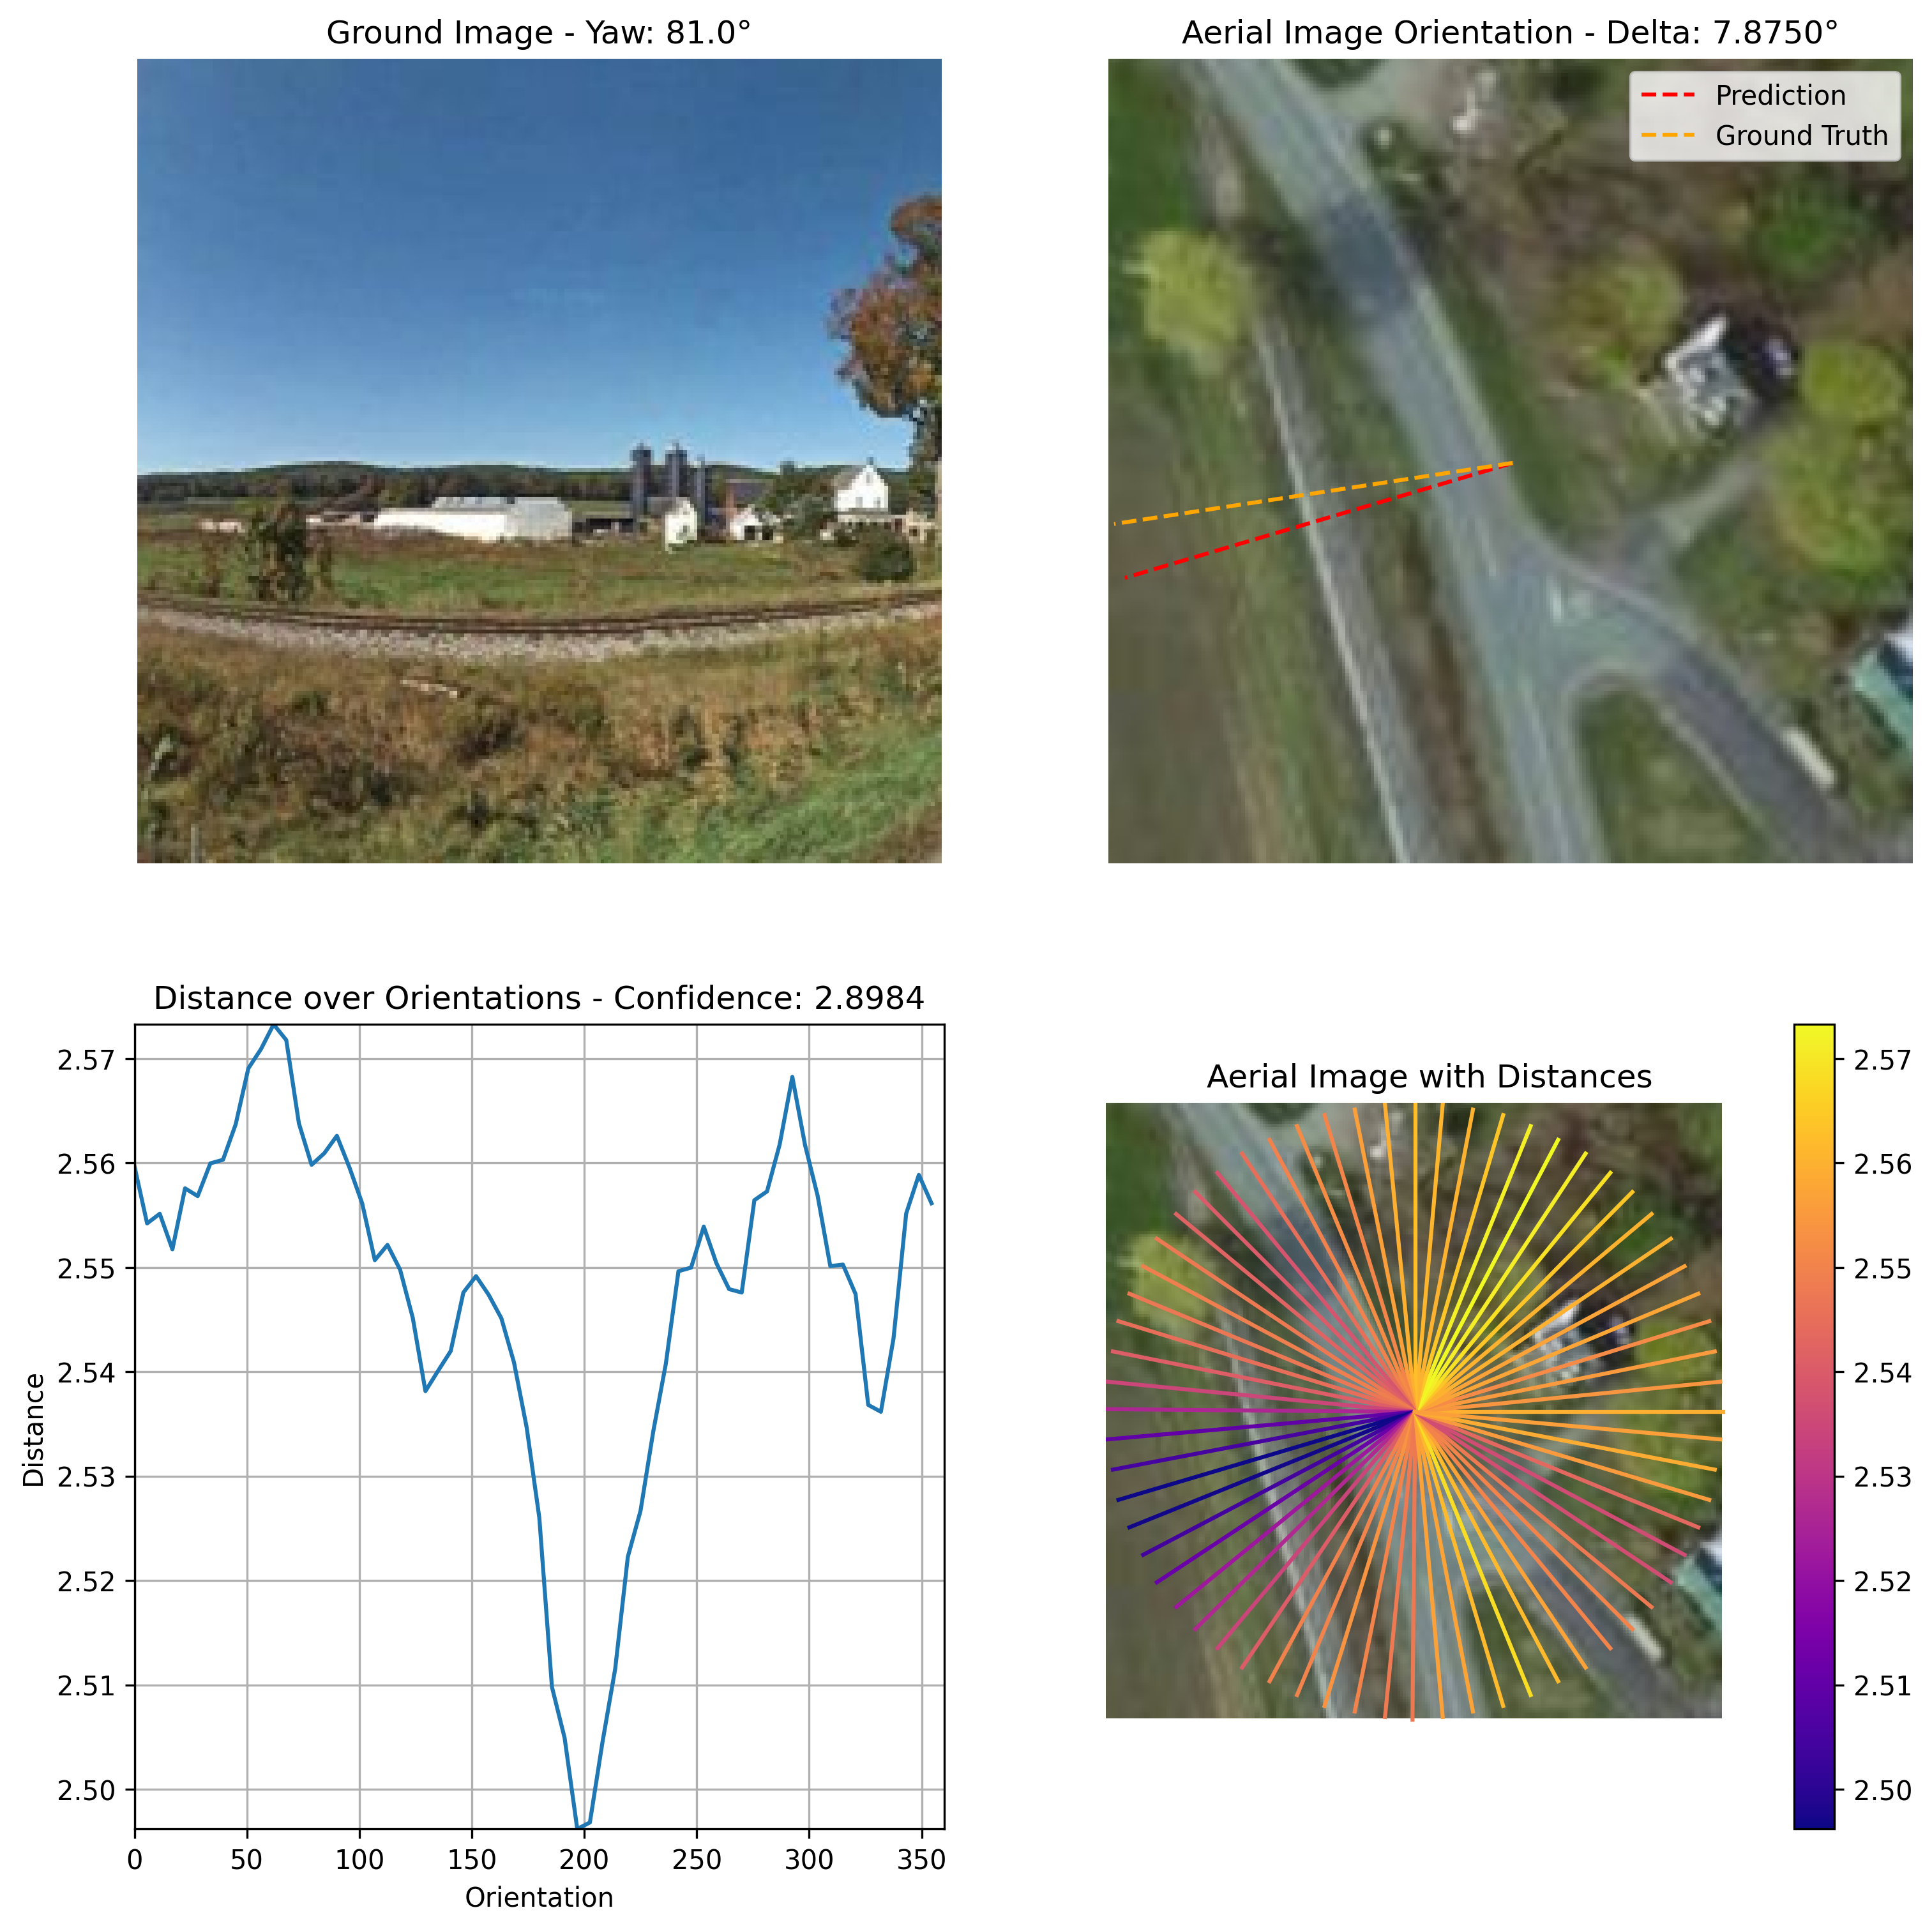 Ground Image - Yaw: 81.0°
Aerial Image Orientation - Delta: 7.8750°
Prediction
Ground Truth
Distance over Orientations - Confidence: 2.8984
2.57
2.56
2.55
2.54
2.53
2.52
2.51
2.50
Distance
0 50 100 150 200 250 300 350
Orientation
Aerial Image with Distances
2.57
2.56
2.55
2.54
2.53
2.52
2.51
2.50